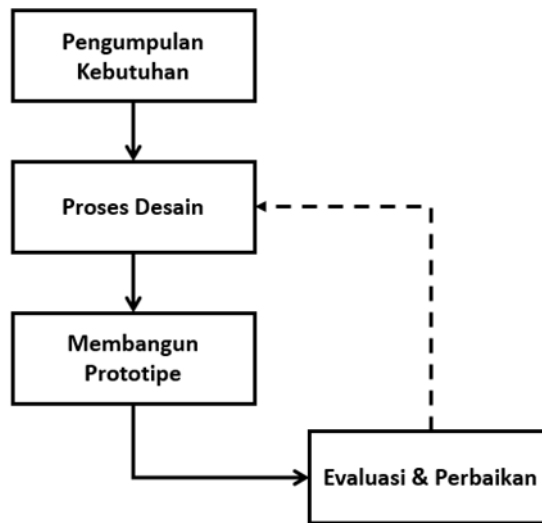 Pengumpulan
Kebutuhan
Proses Desain
Membangun
Prototipe
Evaluasi & Perbaikan